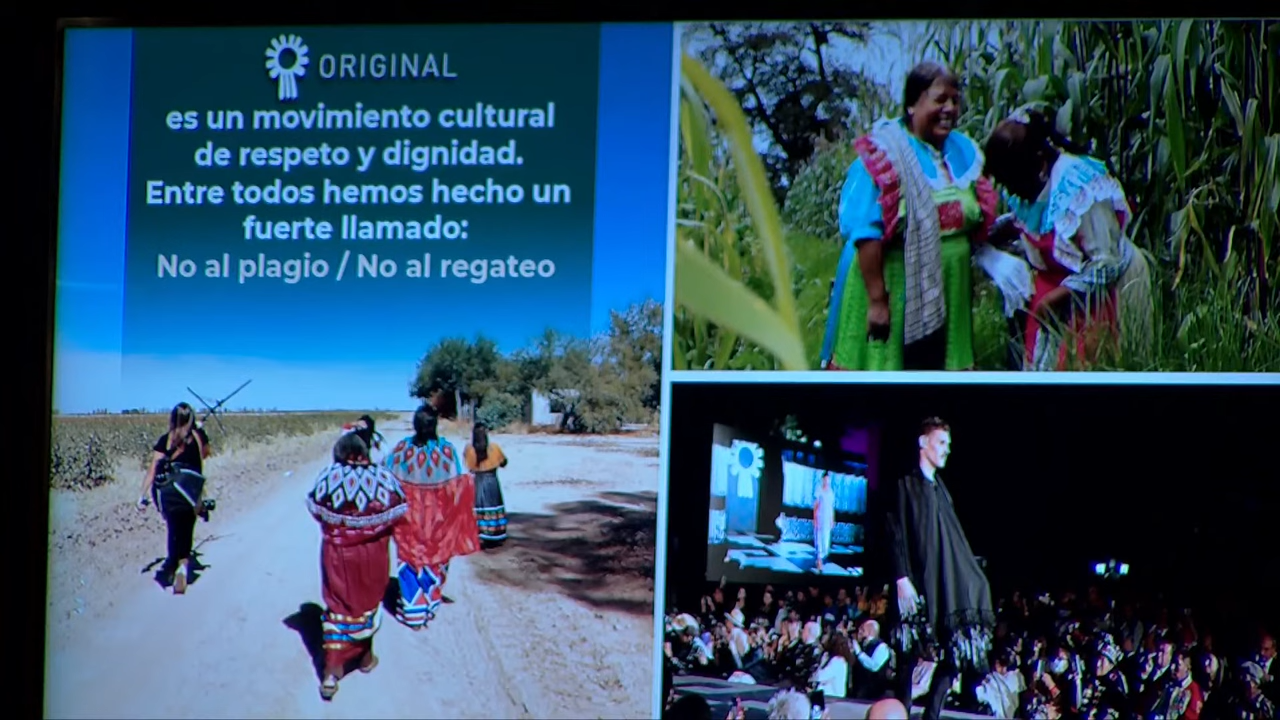 ORIGINAL
es un movimiento cultural
de respeto y dignidad.
Entre todos hemos hecho un
fuerte llamado:
No al plagio / No al regateo